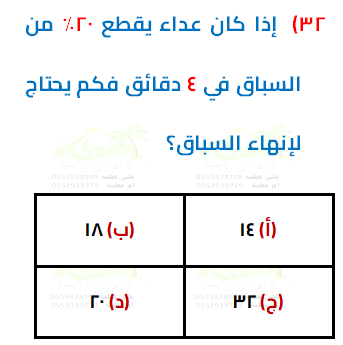 ٣٢) إذا كان عداء يقطع ٢٠٪ من
السباق في ٤ دقائق فكم يحتاج
لإنهاء السباق؟
(أ) ١٤
(ب) ١٨
(ج) ٣٢
(د) ٢٠